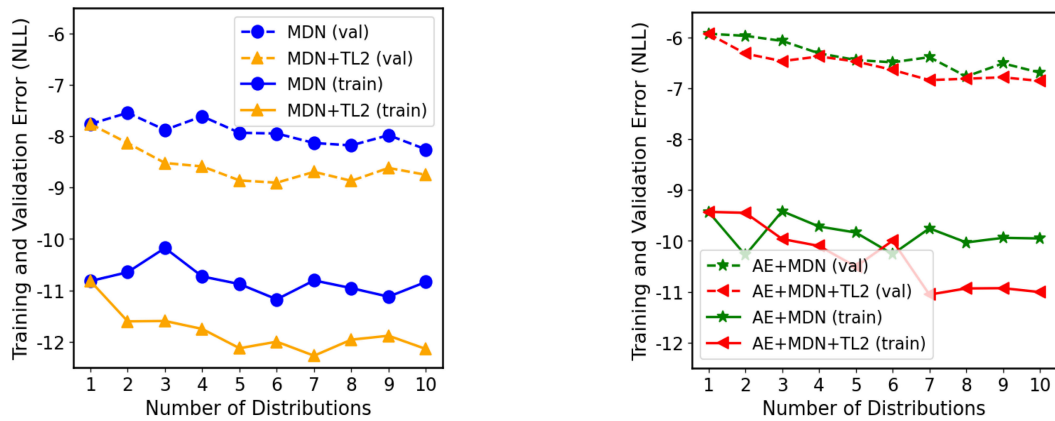 Training and Validation Error (NLL)
-6
-7
-8
-9
-10
-11
-12
MDN (val)
MDN+TL2 (val)
MDN (train)
MDN+TL2 (train)
1 2 3 4 5 6 7 8 9 10
Number of Distributions
Training and Validation Error (NLL)
-6
-7
-8
-9
-10
-11
-12
AE+MDN (val)
AE+MDN+TL2 (val)
AE+MDN (train)
AE+MDN+TL2 (train)
1 2 3 4 5 6 7 8 9 10
Number of Distributions